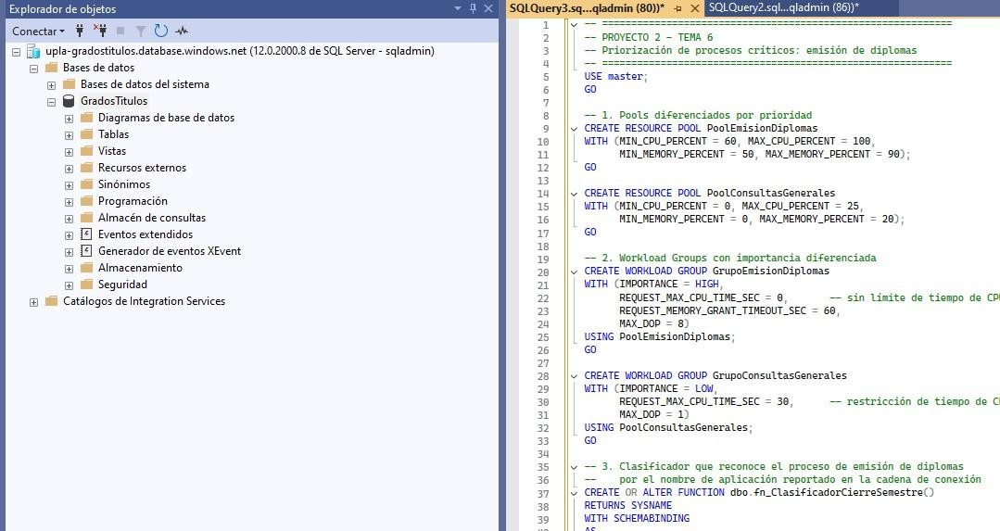 Explorador de objetos
Conectar
upla-gradostitulos.database.windows.net (12.0.2000.8 de SQL Server - sqladmin)
Bases de datos
Bases de datos del sistema
GradosTitulos
Diagramas de base de datos
Tablas
Vistas
Recursos externos
Sinónimos
Programación
Almacén de consultas
Eventos extendidos
Generador de eventos XEvent
Almacenamiento
Seguridad
Catálogos de Integration Services
SQLQuery3.sq...qladmin (80))*
SQLQuery2.sql...qladmin (86))*
1 -- ============================================================
2 -- PROYECTO 2 – TEMA 6
3 -- Priorización de procesos críticos: emisión de diplomas
4 -- ============================================================
5 USE master;
6 GO
7
8 -- 1. Pools diferenciados por prioridad
9 CREATE RESOURCE POOL PoolEmisionDiplomas
10 WITH (MIN_CPU_PERCENT = 60, MAX_CPU_PERCENT = 100,
11 MIN_MEMORY_PERCENT = 50, MAX_MEMORY_PERCENT = 90);
12 GO
13
14 CREATE RESOURCE POOL PoolConsultasGenerales
15 WITH (MIN_CPU_PERCENT = 0, MAX_CPU_PERCENT = 25,
16 MIN_MEMORY_PERCENT = 0, MAX_MEMORY_PERCENT = 20);
17 GO
18
19 -- 2. Workload Groups con importancia diferenciada
20 CREATE WORKLOAD GROUP GrupoEmisionDiplomas
21 WITH (IMPORTANCE = HIGH,
22 REQUEST_MAX_CPU_TIME_SEC = 0, -- sin límite de tiempo de CPU
23 REQUEST_MEMORY_GRANT_TIMEOUT_SEC = 60,
24 MAX_DOP = 8)
25 USING PoolEmisionDiplomas;
26 GO
27
28 CREATE WORKLOAD GROUP GrupoConsultasGenerales
29 WITH (IMPORTANCE = LOW,
30 REQUEST_MAX_CPU_TIME_SEC = 30, -- restricción de tiempo de
31 MAX_DOP = 1)
32 USING PoolConsultasGenerales;
33 GO
34
35 -- 3. Clasificador que reconoce el proceso de emisión de diplomas
36 -- por el nombre de aplicación reportado en la cadena de conexión
37 CREATE OR ALTER FUNCTION dbo.fn_ClasificadorCierreSemestre()
38 RETURNS SYSNAME
39 WITH SCHEMABINDING